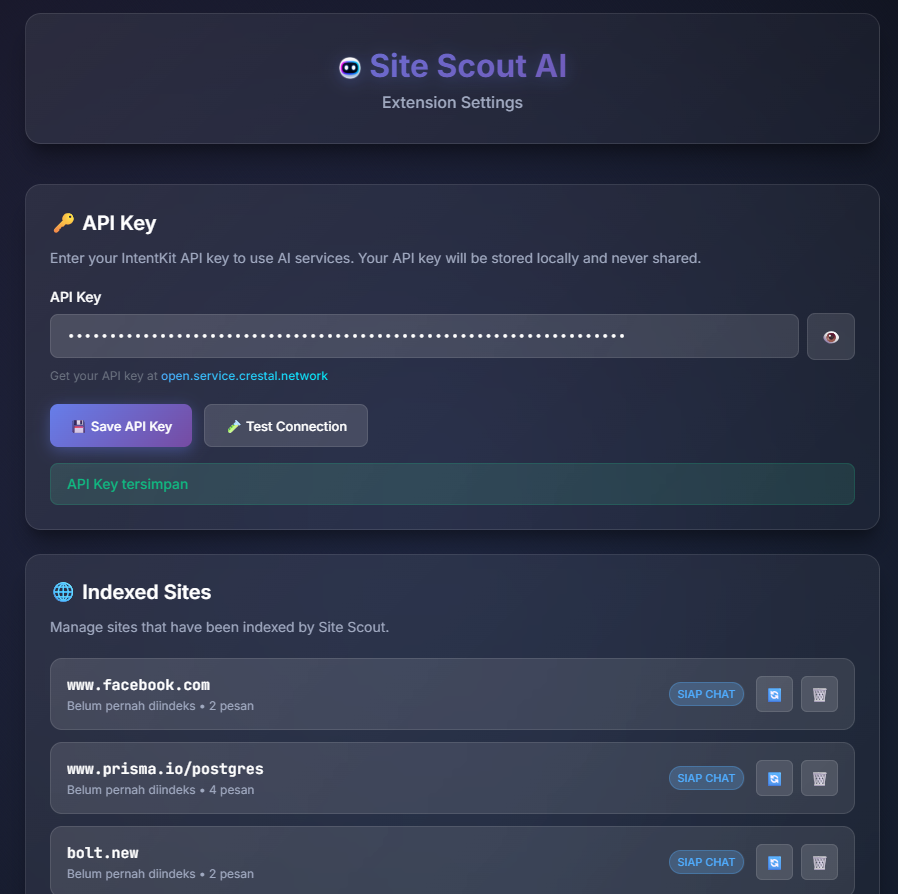 Site Scout AI
Extension Settings
API Key
Enter your IntentKit API key to use AI services. Your API key will be stored locally and never shared.
API Key
Get your API key at open.service.crestal.network
Save API Key
Test Connection
API Key tersimpan
Indexed Sites
Manage sites that have been indexed by Site Scout.
www.facebook.com
Belum pernah diindeks • 2 pesan
SIAP CHAT
www.prisma.io/postgres
Belum pernah diindeks • 4 pesan
SIAP CHAT
bolt.new
Belum pernah diindeks • 2 pesan
SIAP CHAT